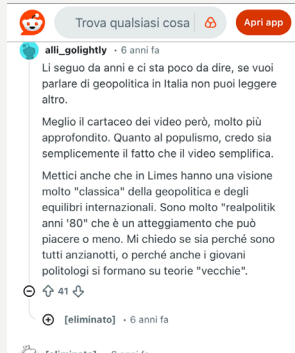 Trova qualsiasi cosa
Apri app
alli_golightly • 6 anni fa
Li seguo da anni e ci sta poco da dire, se vuoi
parlare di geopolitica in Italia non puoi leggere
altro.
Meglio il cartaceo dei video però, molto più
approfondito. Quanto al populismo, credo sia
semplicemente il fatto che il video semplifica.
Mettici anche che in Limes hanno una visione
molto "classica" della geopolitica e degli
equilibri internazionali. Sono molto "realpolitik
anni '80" che è un atteggiamento che può
piacere o meno. Mi chiedo se sia perché sono
tutti anzianotti, o perché anche i giovani
politologi si formano su teorie "vecchie".
41
[eliminato] • 6 anni fa